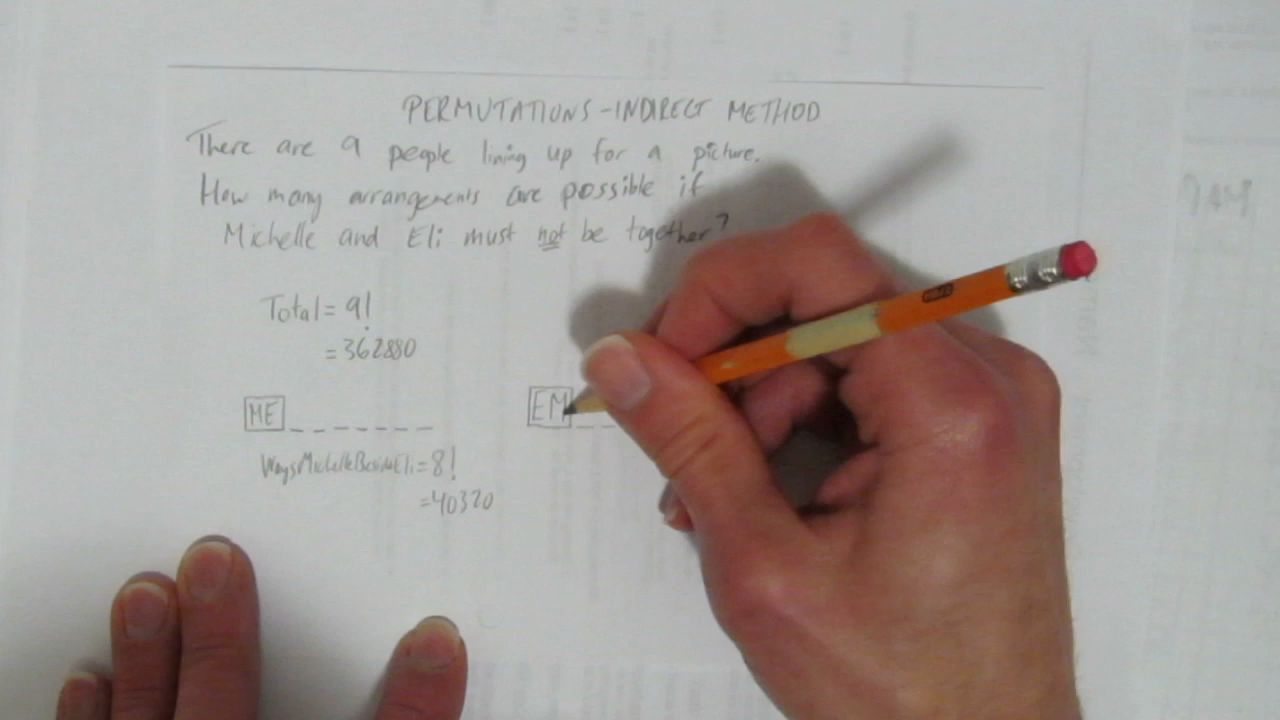 PERMUTATIONS-INDIRECT METHOD
There are 9 people lining up for a picture.
How many arrangements are possible if
Michelle and Eli must not be together?
Total = 9!
= 362880
ME
EM
WaysMichelleBesideEli = 8!
= 40320